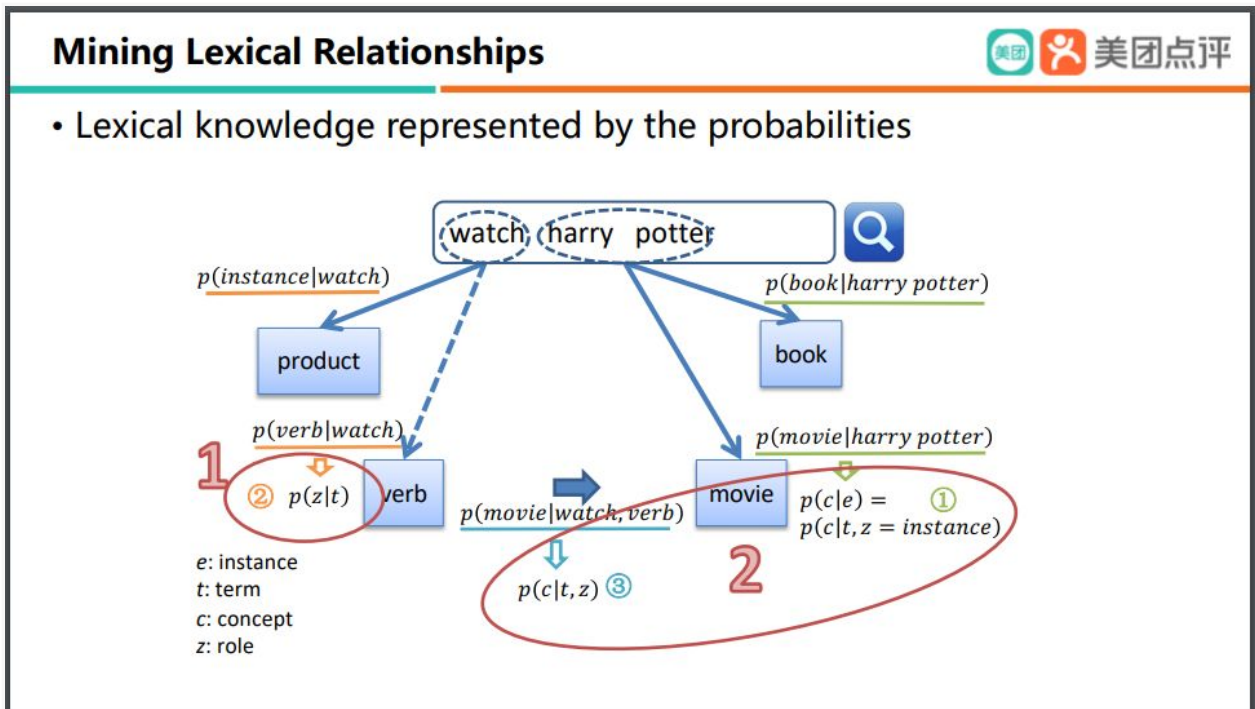 Mining Lexical Relationships
美团
美团点评
• Lexical knowledge represented by the probabilities
watch harry potter
p(instance|watch)
p(book|harry potter)
product
book
p(verb|watch)
p(movie|harry potter)
1
② p(z|t)
verb
movie
p(c|e) = ①
p(movie|watch, verb)
p(c|t, z = instance)
2
p(c|t, z) ③
e: instance
t: term
c: concept
z: role